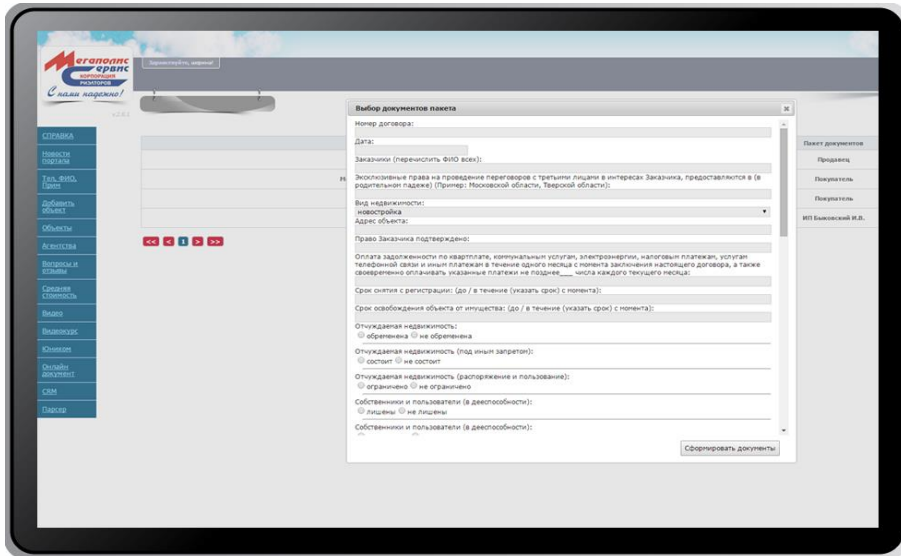 Мегаполис
Сервис
КОРПОРАЦИЯ
РИЭЛТОРОВ
С нами надежно!
Здравствуйте, марина!
СПРАВКА
Новости
портала
Тел, ФИО,
Прим
Добавить
объект
Объекты
Агентства
Вопросы и
отзывы
Средняя
стоимость
Видео
Видеокурс
Юником
Онлайн
документ
CRM
Парсер
<< < 1 > >>
Выбор документов пакета
Номер договора:
Дата:
Заказчики (перечислить ФИО всех):
Эксклюзивные права на проведение переговоров с третьими лицами в интересах Заказчика, предоставляются в (в
родительном падеже) (Пример: Московской области, Тверской области):
Вид недвижимости:
новостройка
Адрес объекта:
Право Заказчика подтверждено:
Оплата задолженности по квартплате, коммунальным услугам, электроэнергии, налоговым платежам, услугам
телефонной связи и иным платежам в течение одного месяца с момента заключения настоящего договора, а также
своевременно оплачивать указанные платежи не позднее___ числа каждого текущего месяца:
Срок снятия с регистрации: (до / в течение (указать срок) с момента):
Срок освобождения объекта от имущества: (до / в течение (указать срок) с момента):
Отчуждаемая недвижимость:
обременена не обременена
Отчуждаемая недвижимость (под иным запретом):
состоит не состоит
Отчуждаемая недвижимость (распоряжение и пользование):
ограничено не ограничено
Собственники и пользователи (в дееспособности):
лишены не лишены
Собственники и пользователи (в дееспособности):
Сформировать документы
Пакет документов
Продавец
Покупатель
Покупатель
ИП Быковский И.Л.